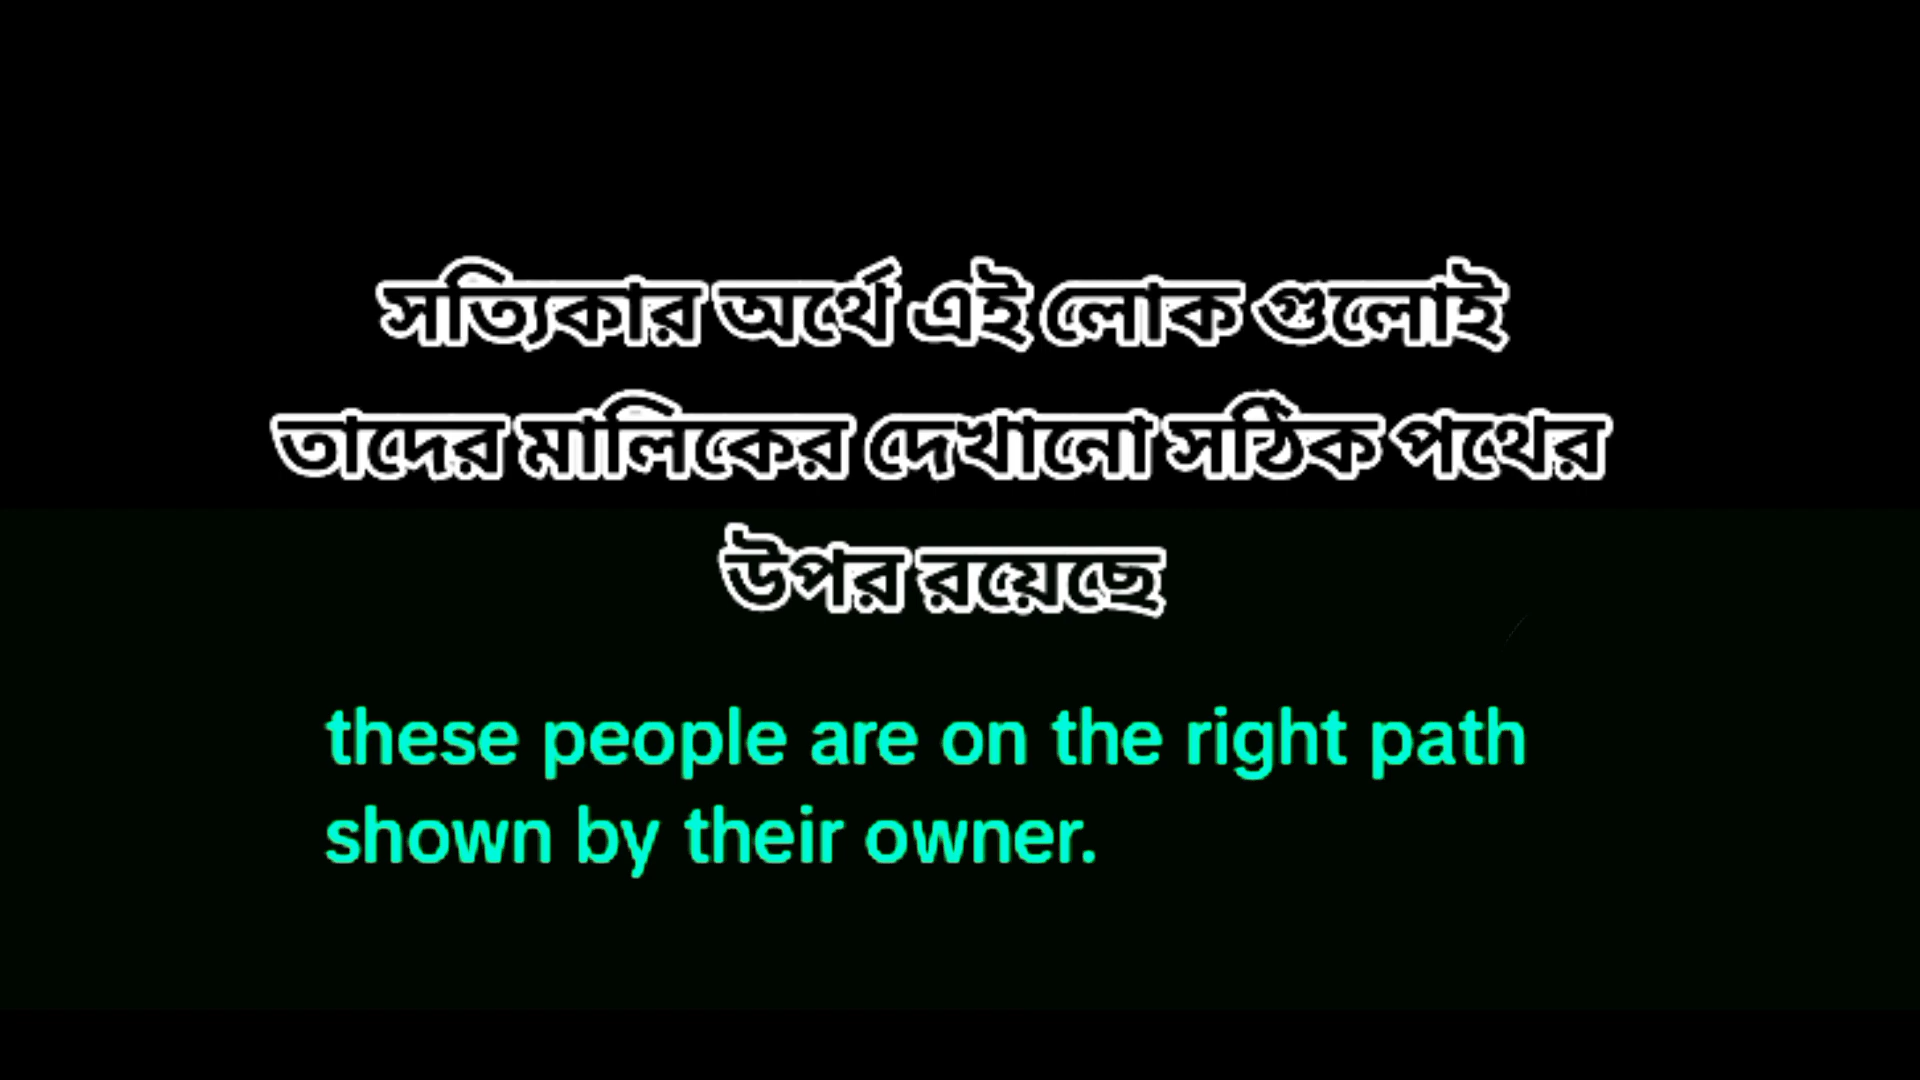 সত্যিকার অর্থে এই লোক গুলোই
তাদের মালিকের দেখানো সঠিক পথের
উপর রয়েছে
these people are on the right path
shown by their owner.